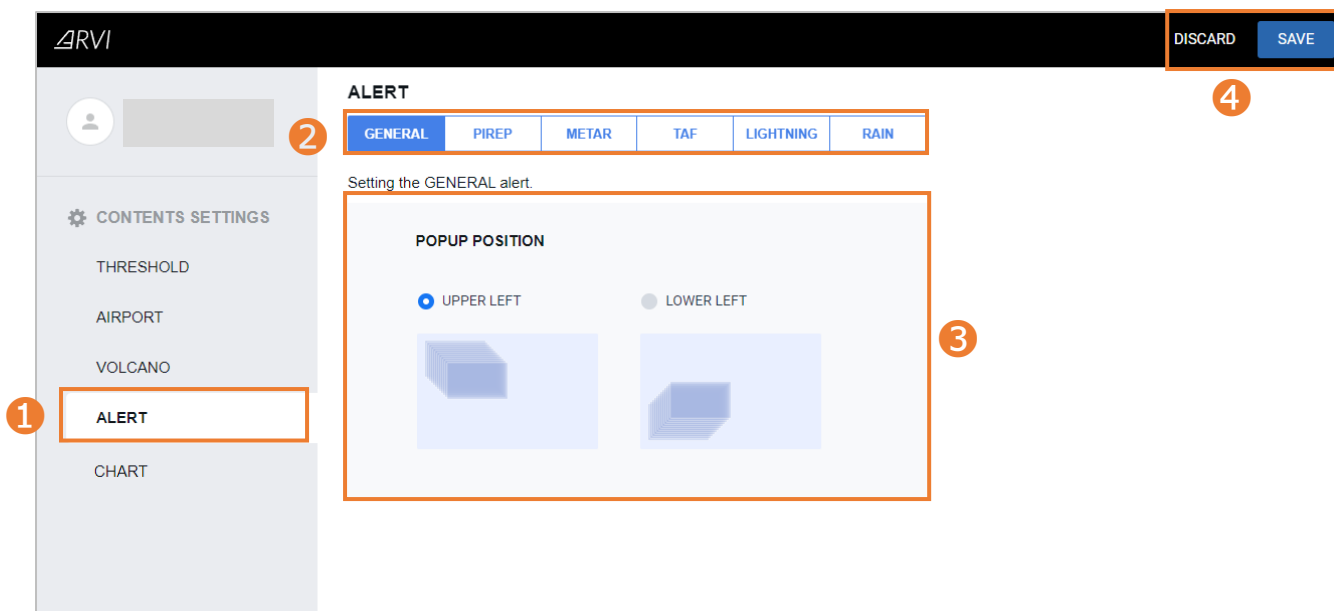 ARVI
DISCARD SAVE
4
ALERT
2
GENERAL PIREP METAR TAF LIGHTNING RAIN
Setting the GENERAL alert.
CONTENTS SETTINGS
THRESHOLD
AIRPORT
VOLCANO
1
ALERT
CHART
POPUP POSITION
UPPER LEFT LOWER LEFT
3